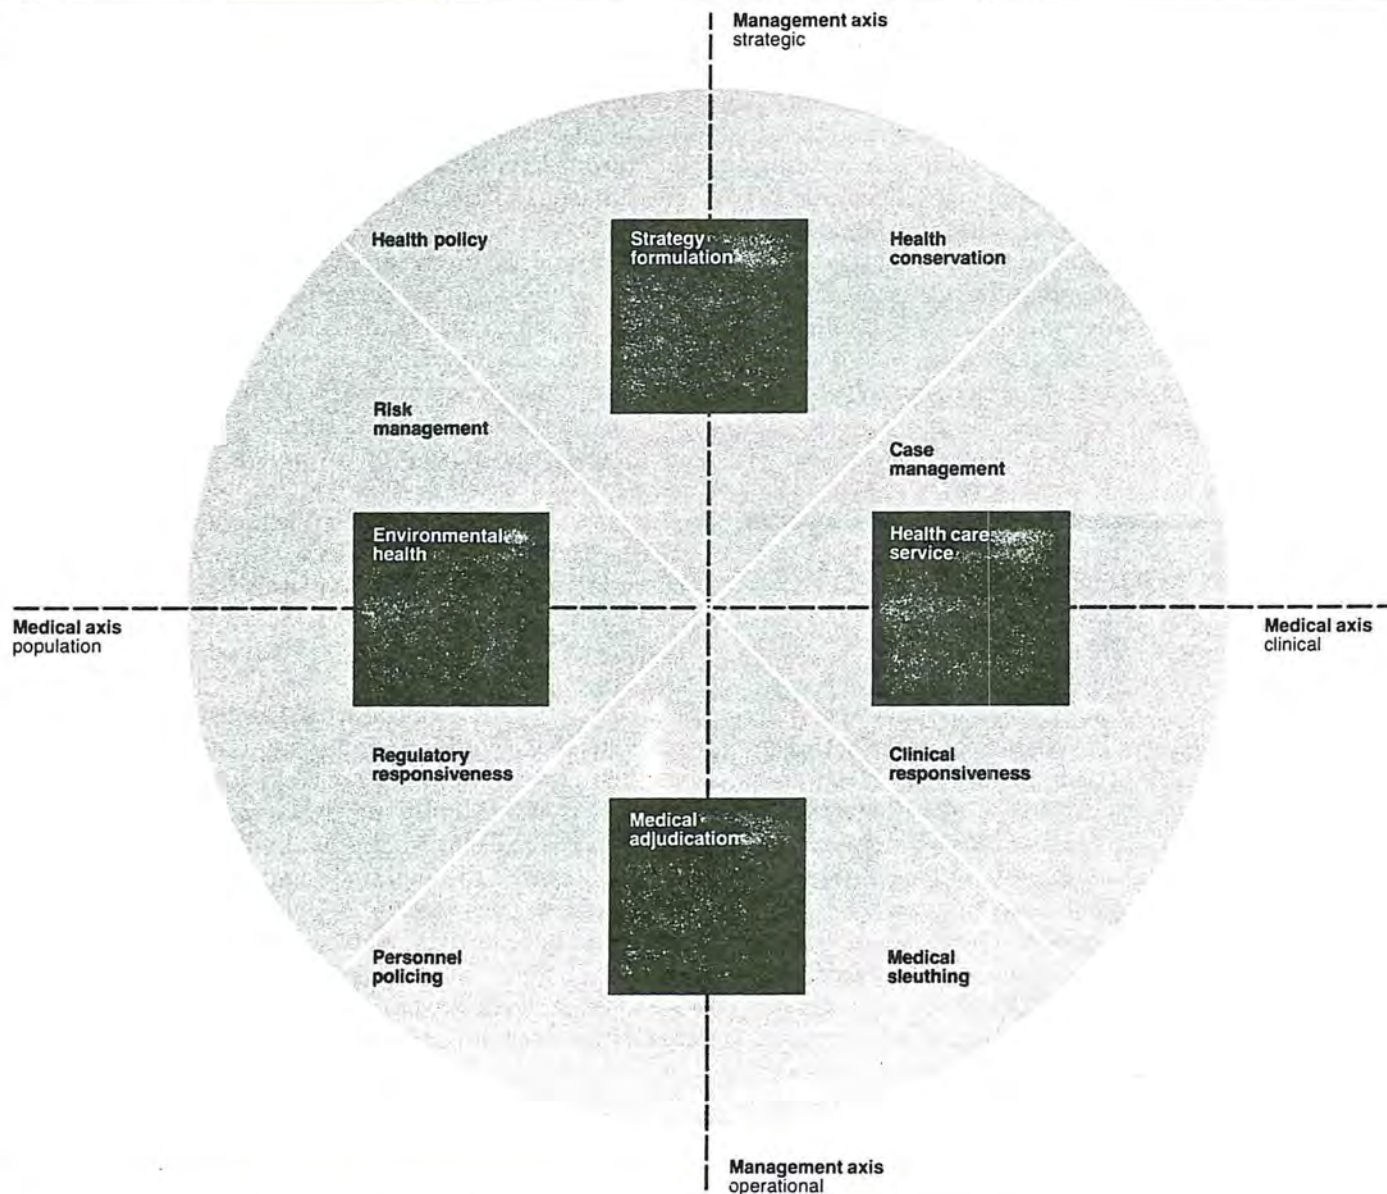 Management axis
strategic
Health policy
Strategy
formulation
Health
conservation
Risk
management
Case
management
Environmental
health
Health care
service
Medical axis
population
Medical axis
clinical
Regulatory
responsiveness
Clinical
responsiveness
Medical
adjudication
Personnel
policing
Medical
sleuthing
Management axis
operational